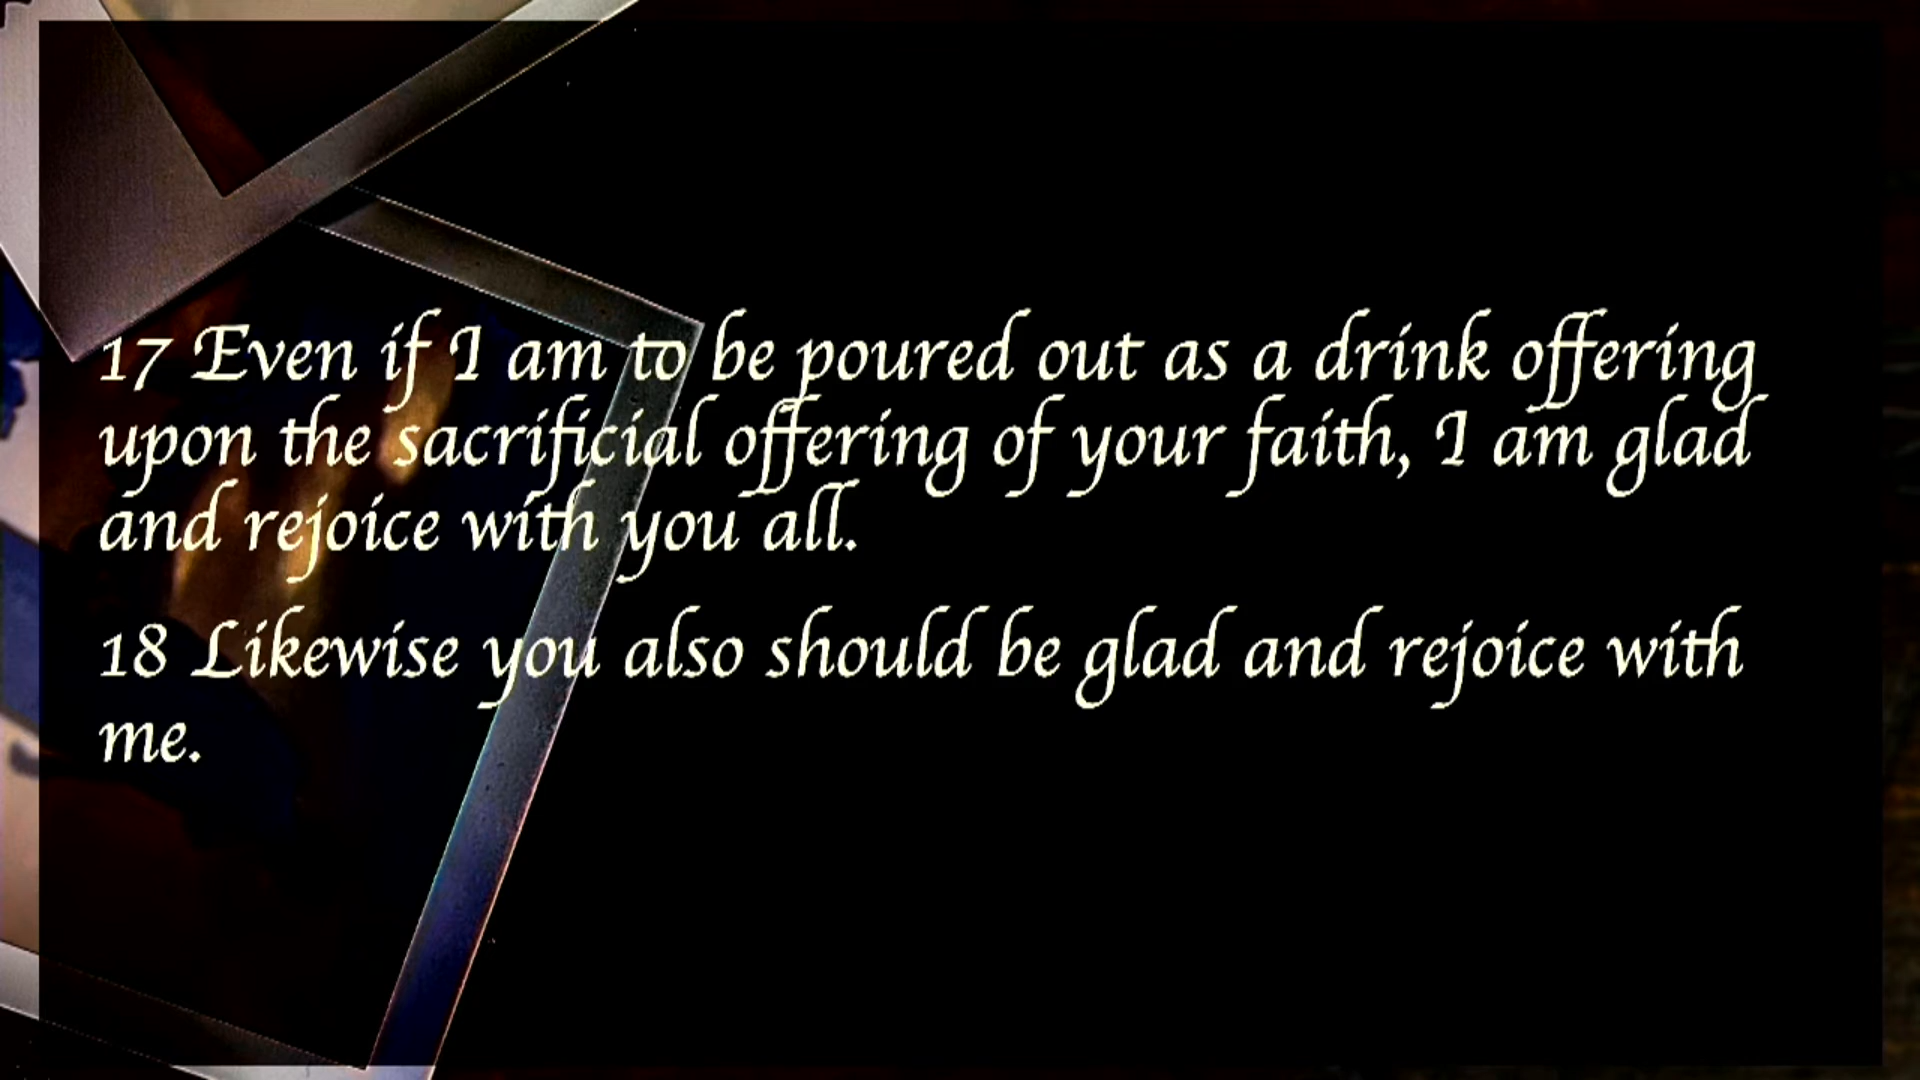 17 Even if I am to be poured out as a drink offering
upon the sacrificial offering of your faith, I am glad
and rejoice with you all.
18 Likewise you also should be glad and rejoice with
me.